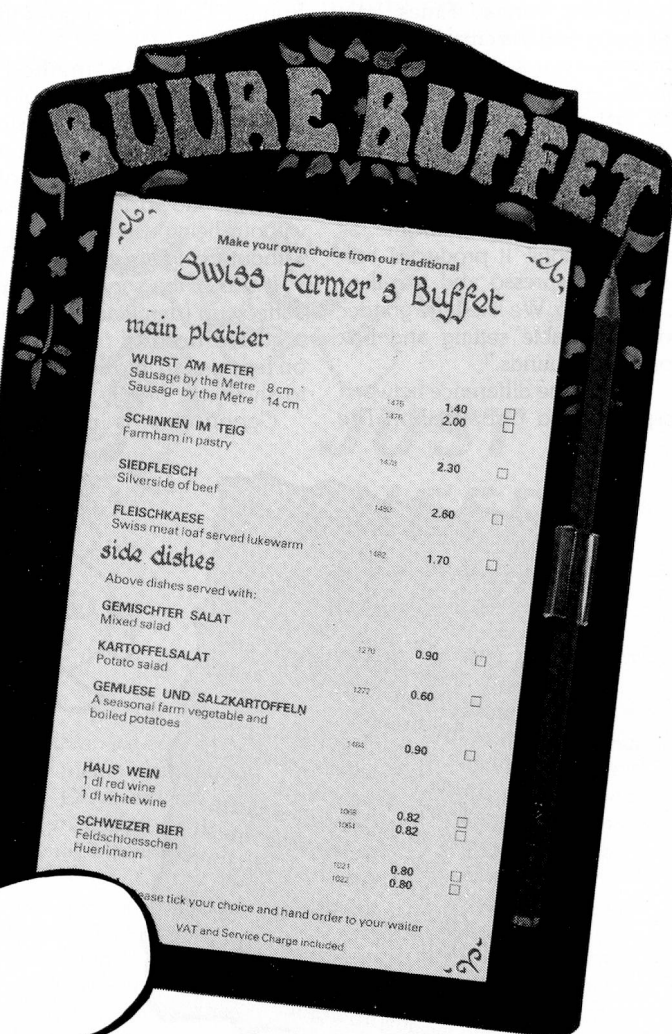 BUURE BUFFET
Make your own choice from our traditional
Swiss Farmer's Buffet
main platter
WURST AM METER
Sausage by the Metre 8 cm 1475 1.40
Sausage by the Metre 14 cm 1476 2.00
SCHINKEN IM TEIG
Farmham in pastry 1478 2.30
SIEDFLEISCH
Silverside of beef 1480 2.60
FLEISCHKAESE
Swiss meat loaf served lukewarm 1482 1.70
side dishes
Above dishes served with:
GEMISCHTER SALAT
Mixed salad 1270 0.90
KARTOFFELSALAT
Potato salad 1272 0.60
GEMUESE UND SALZKARTOFFELN
A seasonal farm vegetable and
boiled potatoes 1484 0.90
HAUS WEIN
1 dl red wine 1068 0.82
1 dl white wine 1064 0.82
SCHWEIZER BIER
Feldschloesschen 1021 0.80
Huerlimann 1022 0.80
ease tick your choice and hand order to your waiter
VAT and Service Charge included